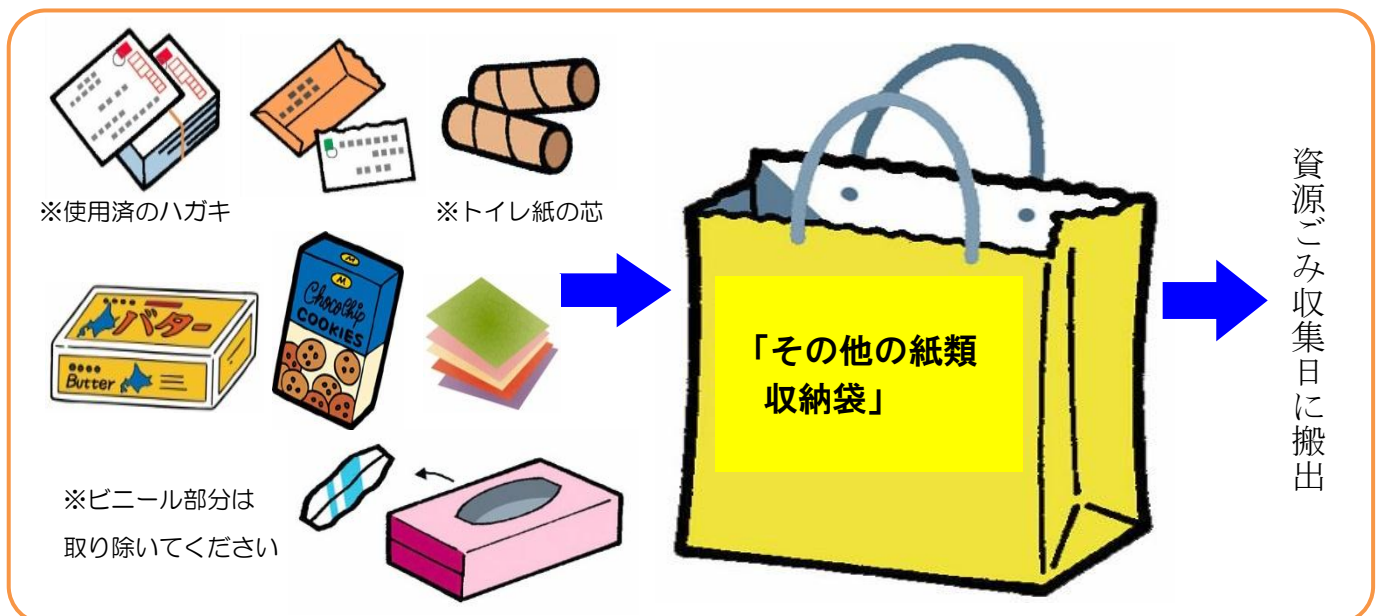 ※使用済のハガキ
※トイレ紙の芯
バター
Butter
M
M
Choco Chip
COOKIES
※ビニール部分は
取り除いてください
「その他の紙類
収納袋」
資源ごみ収集日に搬出